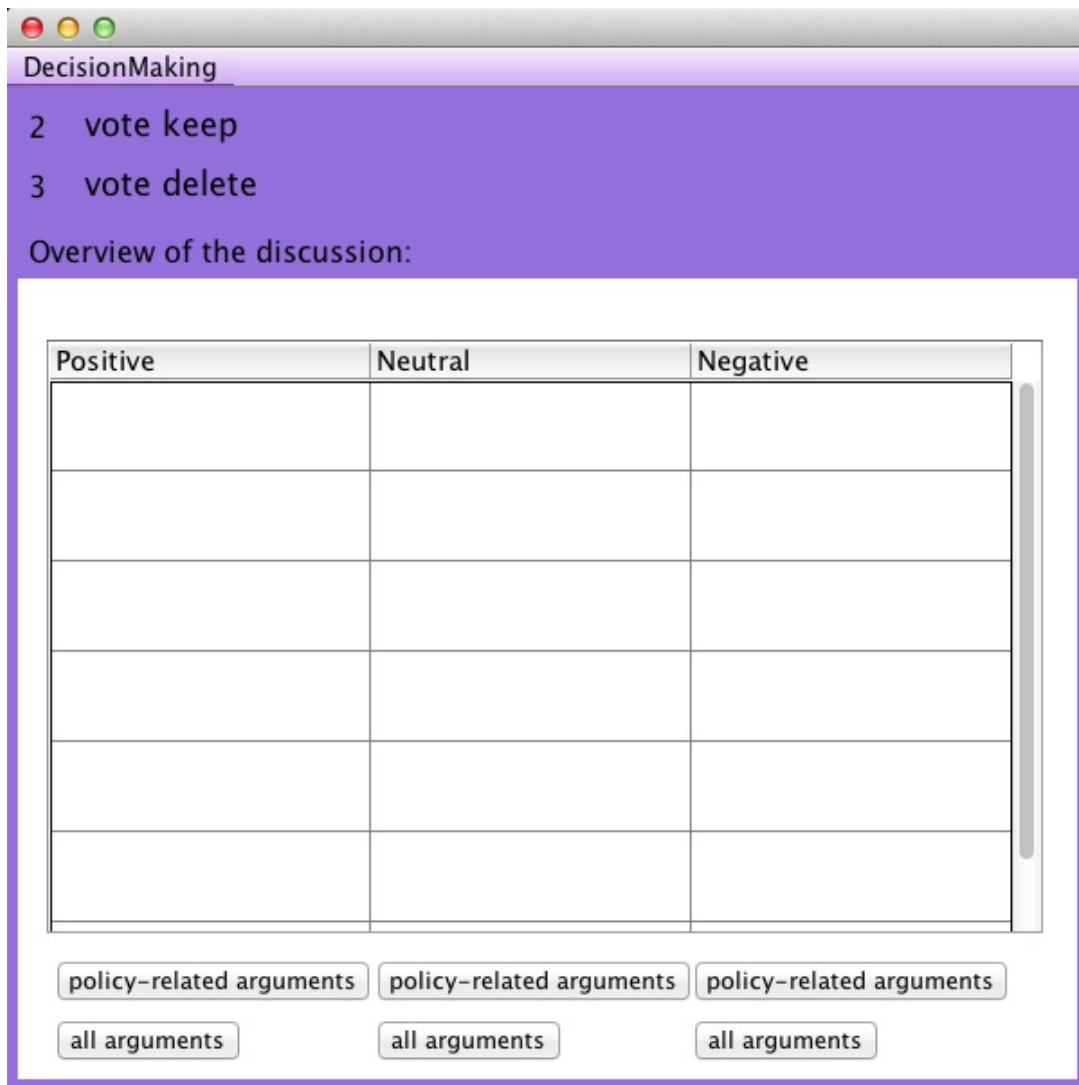 DecisionMaking
2 vote keep
3 vote delete
Overview of the discussion:
Positive Neutral Negative
policy-related arguments policy-related arguments policy-related arguments
all arguments all arguments all arguments